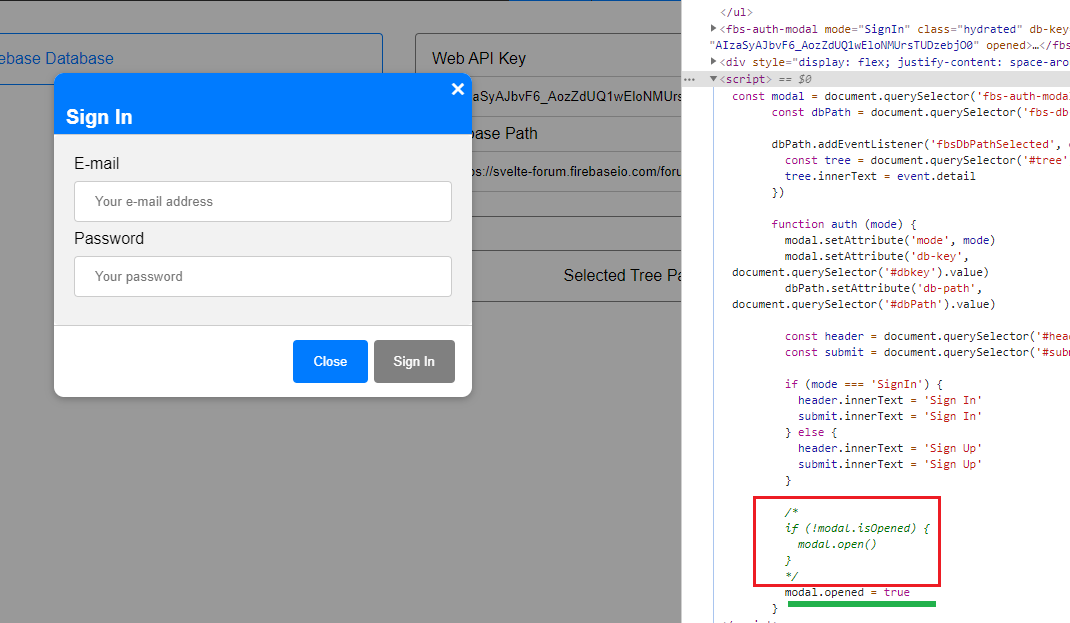 ebase Database
Web API Key
×
aSyAJbvF6_AozZdUQ1wEloNMUrs
Sign In
base Path
E-mail
ps://svelte-forum.firebaseio.com/foru
Your e-mail address
Password
Your password
Selected Tree Pa
Close
Sign In
</ul>
<fbs-auth-modal mode="SignIn" class="hydrated" db-key
"AIzaSyAJbvF6_AozZdUQ1wEloNMUrsTUDzebjO0" opened>…</fbs
<div style="display: flex; justify-content: space-aro
… <script> == $0
const modal = document.querySelector('fbs-auth-moda
const dbPath = document.querySelector('fbs-db
dbPath.addEventListener('fbsDbPathSelected', 
const tree = document.querySelector('#tree'
tree.innerText = event.detail
})
function auth (mode) {
modal.setAttribute('mode', mode)
modal.setAttribute('db-key',
document.querySelector('#dbkey').value)
dbPath.setAttribute('db-path',
document.querySelector('#dbPath').value)
const header = document.querySelector('#hea
const submit = document.querySelector('#sub
if (mode === 'SignIn') {
header.innerText = 'Sign In'
submit.innerText = 'Sign In'
} else {
header.innerText = 'Sign Up'
submit.innerText = 'Sign Up'
}
/*
if (!modal.isOpened) {
modal.open()
}
*/
modal.opened = true
}